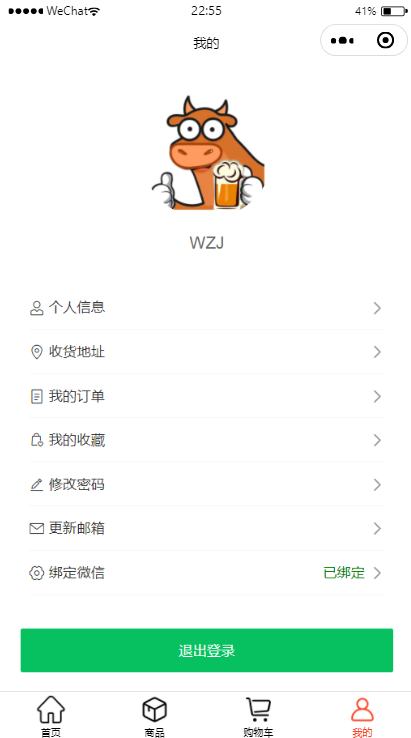 WeChat 22:55 41%
我的
WZJ
个人信息
收货地址
我的订单
我的收藏
修改密码
更新邮箱
绑定微信 已绑定
退出登录
首页 商品 购物车 我的